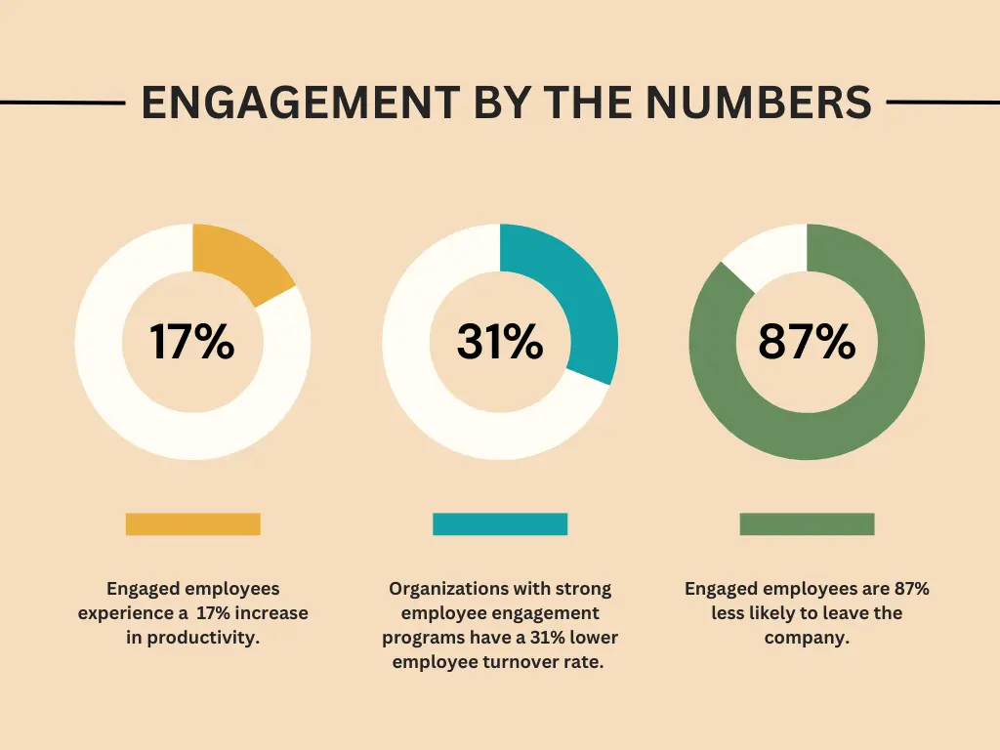 ENGAGEMENT BY THE NUMBERS
17%
31%
87%
Engaged employees
experience a  17% increase
in productivity.
Organizations with strong
employee engagement
programs have a 31% lower
employee turnover rate.
Engaged employees are 87%
less likely to leave the
company.